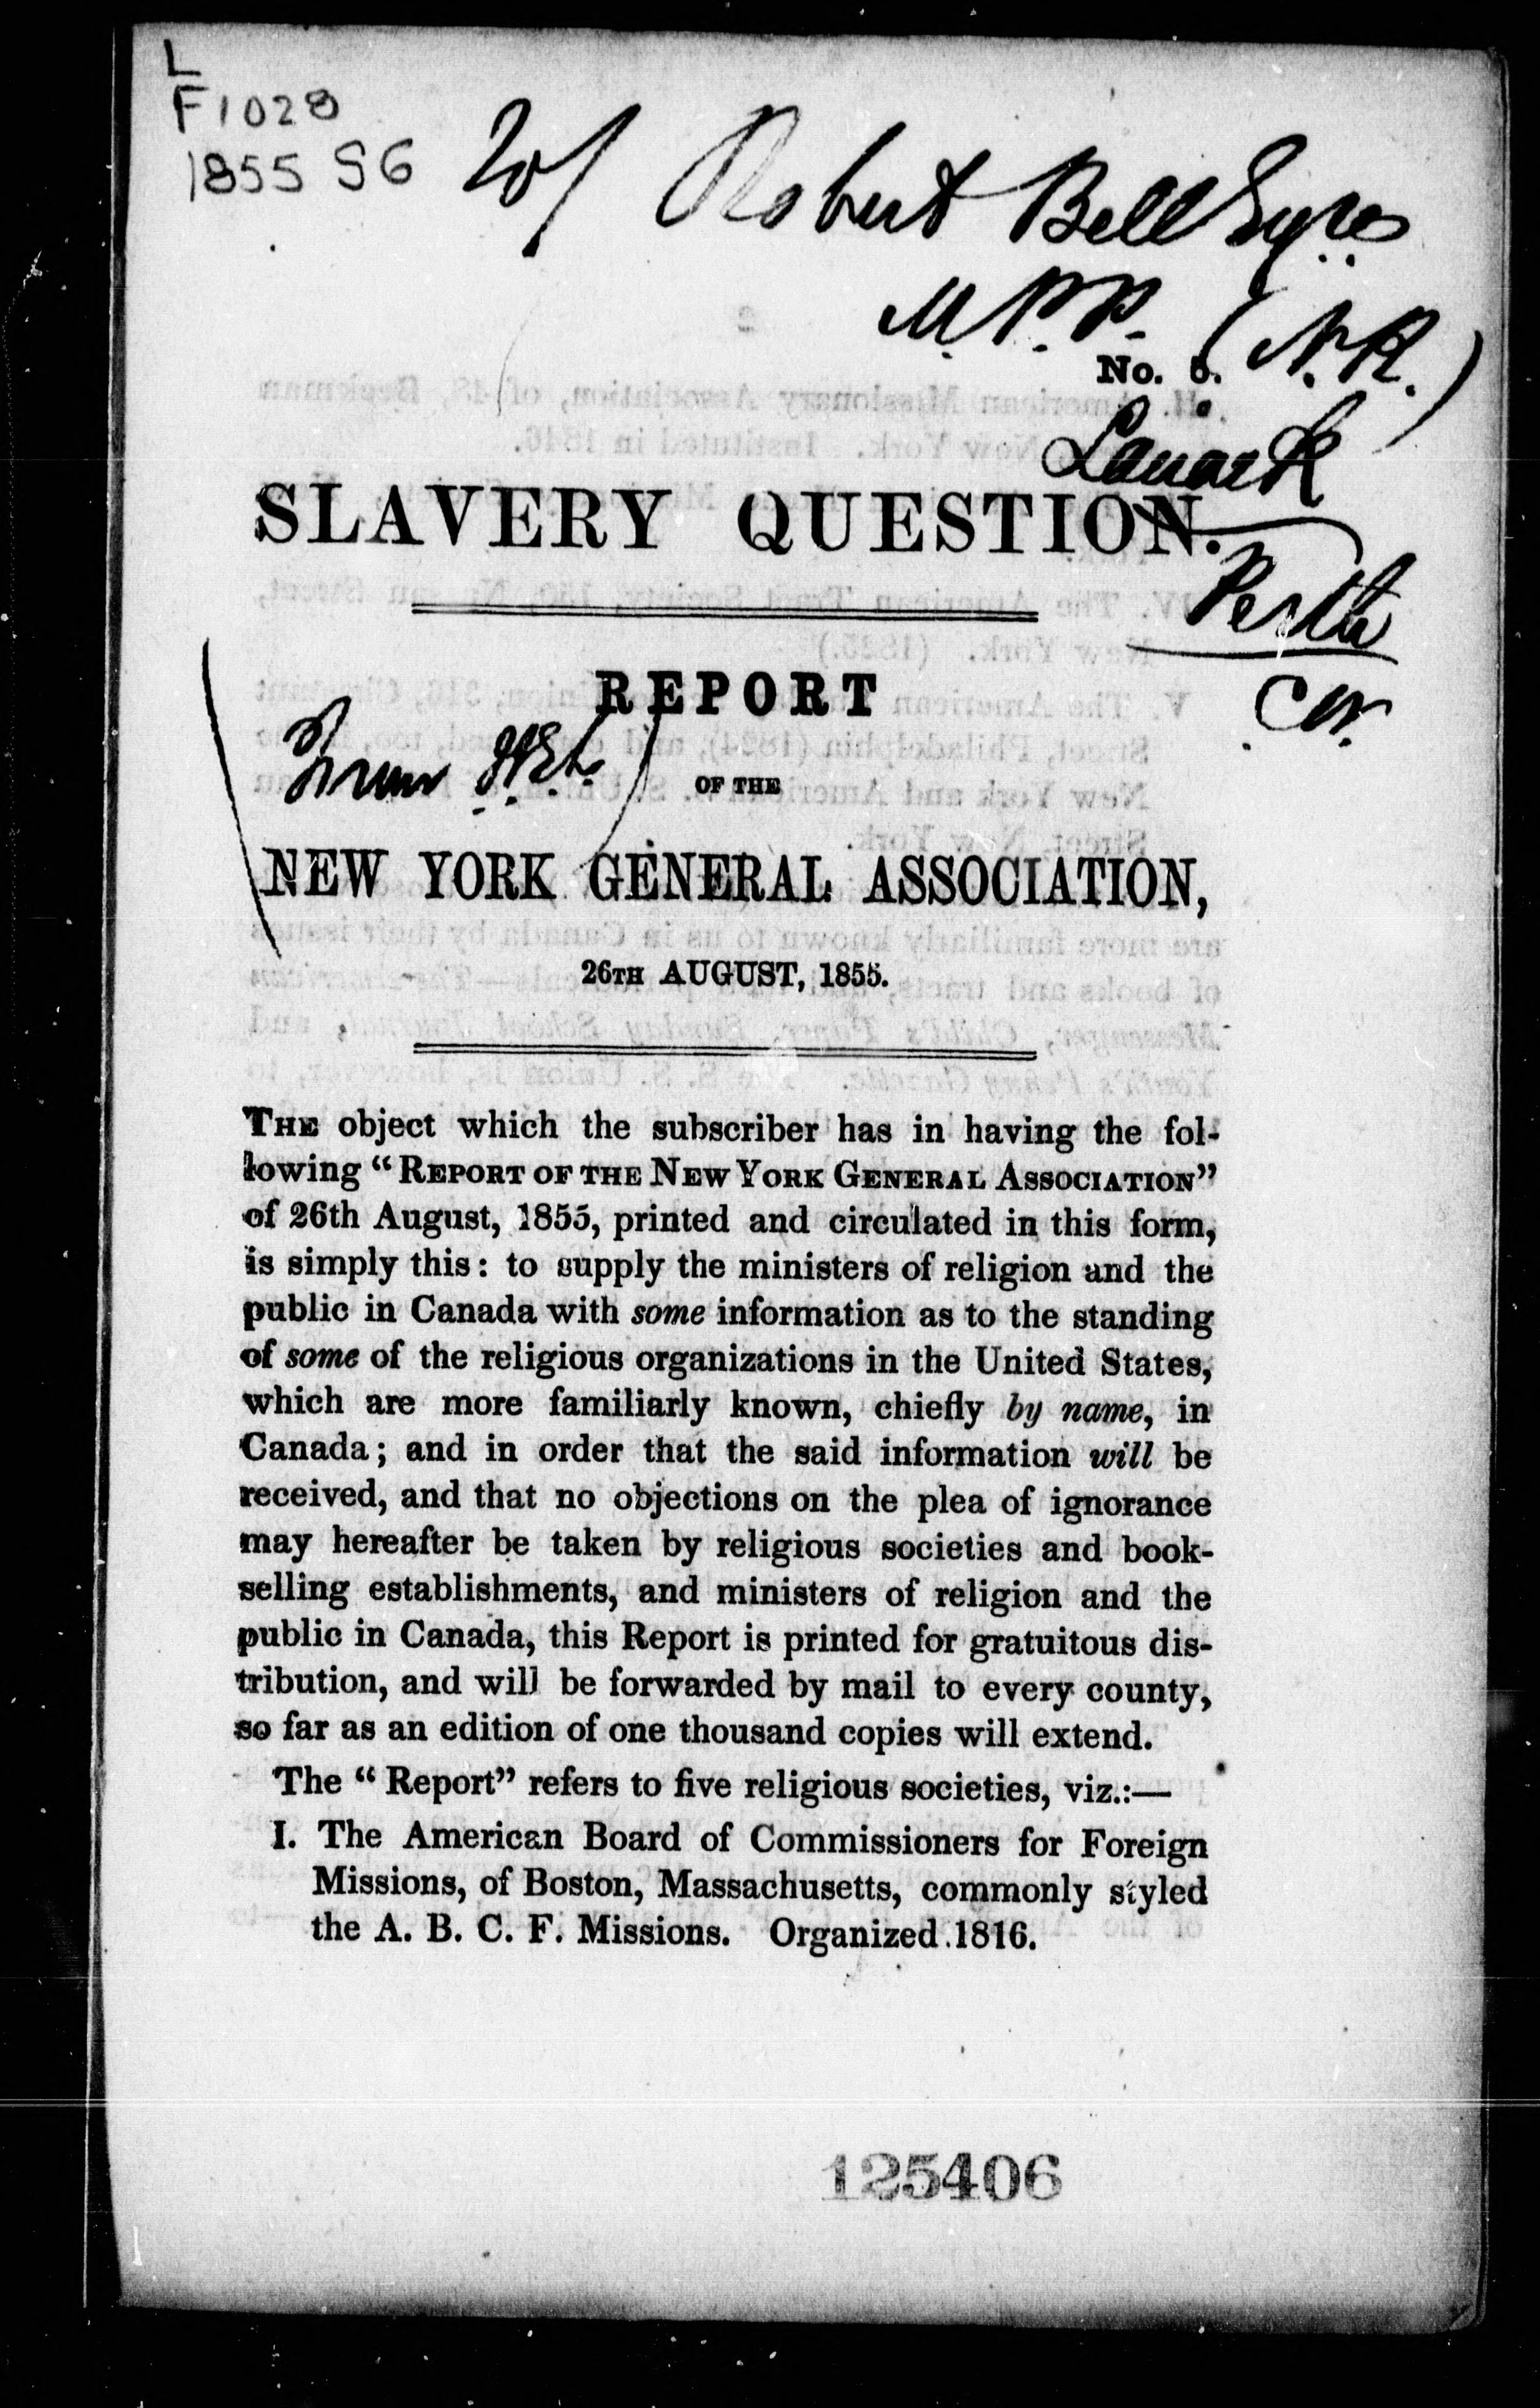 L
F1028
1855 S6
Robert Bell Esqre
M.P.P. (N.R.)
No. 5.
Lanark
SLAVERY QUESTION.
Perth
C.W.
REPORT
From
OF THE
NEW YORK GENERAL ASSOCIATION,
26TH AUGUST, 1855.
THE object which the subscriber has in having the fol-
lowing “REPORT OF THE NEW YORK GENERAL ASSOCIATION”
of 26th August, 1855, printed and circulated in this form,
is simply this: to supply the ministers of religion and the
public in Canada with some information as to the standing
of some of the religious organizations in the United States,
which are more familiarly known, chiefly by name, in
Canada; and in order that the said information will be
received, and that no objections on the plea of ignorance
may hereafter be taken by religious societies and book-
selling establishments, and ministers of religion and the
public in Canada, this Report is printed for gratuitous dis-
tribution, and will be forwarded by mail to every county,
so far as an edition of one thousand copies will extend.
The “Report” refers to five religious societies, viz.:—
I. The American Board of Commissioners for Foreign
Missions, of Boston, Massachusetts, commonly styled
the A. B. C. F. Missions. Organized 1816.
125406